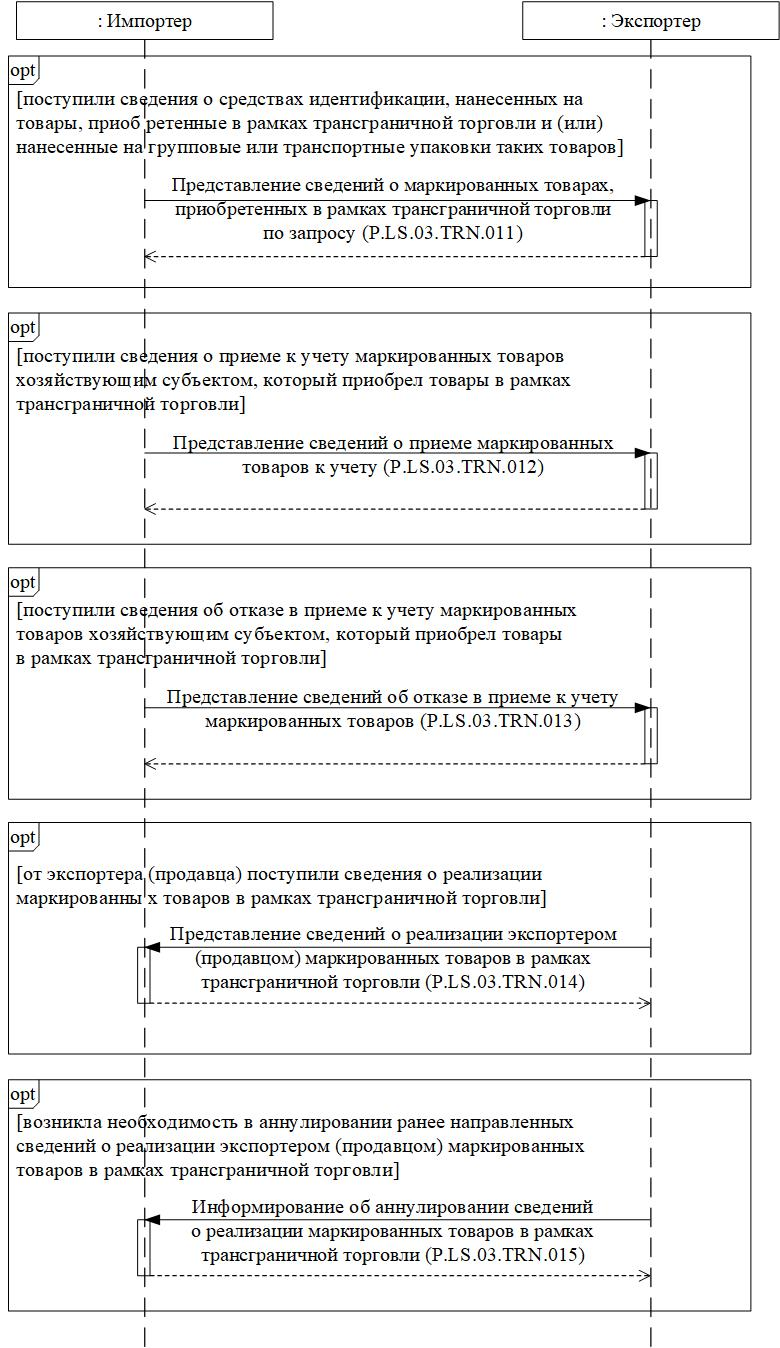 : Импортер
: Экспортер
opt
[поступили сведения о средствах идентификации, нанесенных на
товары, приоб ретенные в рамках трансграничной торговли и (или)
нанесенные на групповые или транспортные упаковки таких товаров]
Представление сведений о маркированных товарах,
приобретенных в рамках трансграничной торговли
по запросу (P.LS.03.TRN.011)
opt
[поступили сведения о приеме к учету маркированных товаров
хозяйствующим субъектом, который приобрел товары в рамках
трансграничной торговли]
Представление сведений о приеме маркированных
товаров к учету (P.LS.03.TRN.012)
opt
[поступили сведения об отказе в приеме к учету маркированных
товаров хозяйствующим субъектом, который приобрел товары
в рамках трансграничной торговли]
Представление сведений об отказе в приеме к учету
маркированных товаров (P.LS.03.TRN.013)
opt
[от экспортера (продавца) поступили сведения о реализации
маркированны х товаров в рамках трансграничной торговли]
Представление сведений о реализации экспортером
(продавцом) маркированных товаров в рамках
трансграничной торговли (P.LS.03.TRN.014)
opt
[возникла необходимость в аннулировании ранее направленных
сведений о реализации экспортером (продавцом) маркированных
товаров в рамках трансграничной торговли]
Информирование об аннулировании сведений
о реализации маркированных товаров в рамках
трансграничной торговли (P.LS.03.TRN.015)